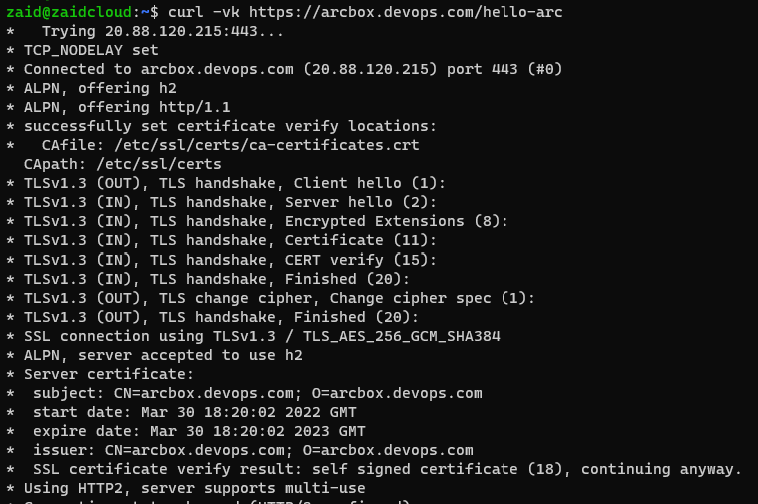 zaid@zaidcloud:~$ curl -vk https://arcbox.devops.com/hello-arc
*   Trying 20.88.120.215:443...
* TCP_NODELAY set
* Connected to arcbox.devops.com (20.88.120.215) port 443 (#0)
* ALPN, offering h2
* ALPN, offering http/1.1
* successfully set certificate verify locations:
*   CAfile: /etc/ssl/certs/ca-certificates.crt
  CApath: /etc/ssl/certs
* TLSv1.3 (OUT), TLS handshake, Client hello (1):
* TLSv1.3 (IN), TLS handshake, Server hello (2):
* TLSv1.3 (IN), TLS handshake, Encrypted Extensions (8):
* TLSv1.3 (IN), TLS handshake, Certificate (11):
* TLSv1.3 (IN), TLS handshake, CERT verify (15):
* TLSv1.3 (IN), TLS handshake, Finished (20):
* TLSv1.3 (OUT), TLS change cipher, Change cipher spec (1):
* TLSv1.3 (OUT), TLS handshake, Finished (20):
* SSL connection using TLSv1.3 / TLS_AES_256_GCM_SHA384
* ALPN, server accepted to use h2
* Server certificate:
*  subject: CN=arcbox.devops.com; O=arcbox.devops.com
*  start date: Mar 30 18:20:02 2022 GMT
*  expire date: Mar 30 18:20:02 2023 GMT
*  issuer: CN=arcbox.devops.com; O=arcbox.devops.com
*  SSL certificate verify result: self signed certificate (18), continuing anyway.
* Using HTTP2, server supports multi-use